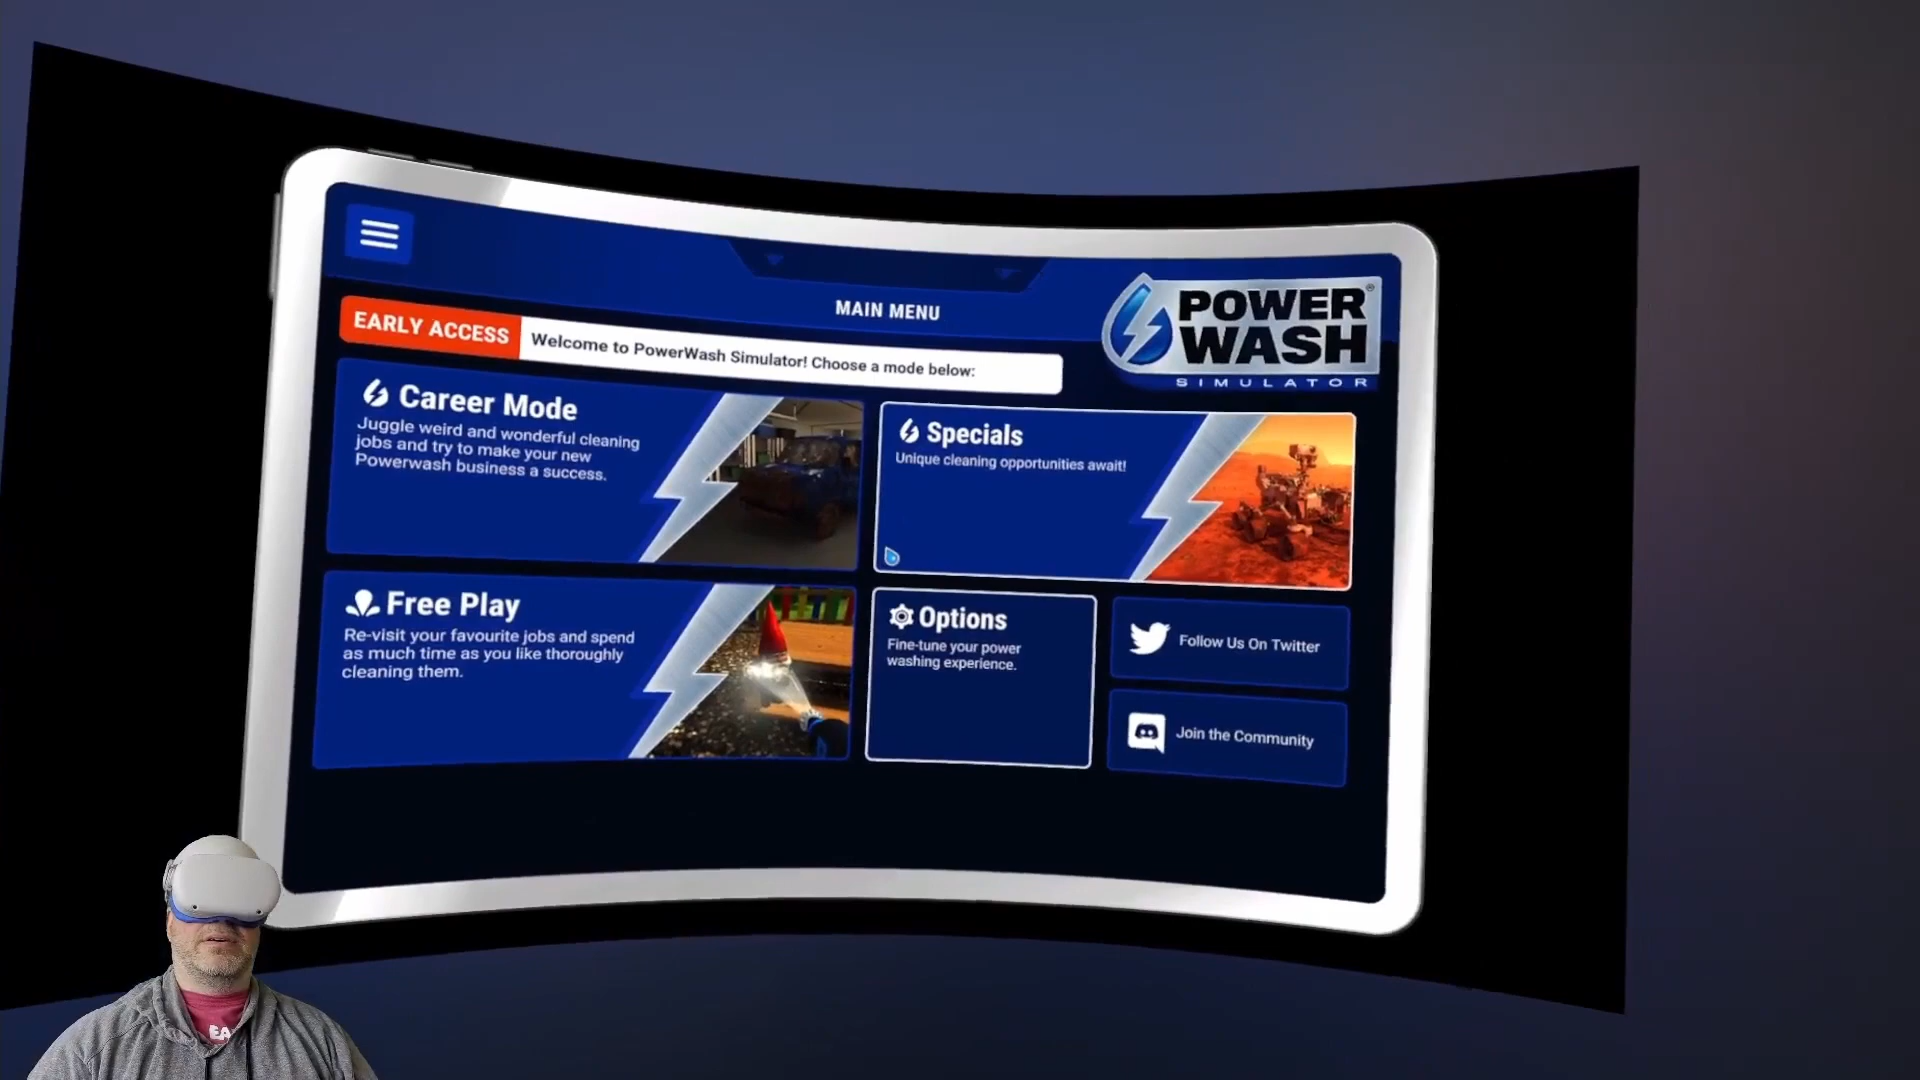 MAIN MENU
POWER
WASH
®
SIMULATOR
EARLY ACCESS
Welcome to PowerWash Simulator! Choose a mode below:
Career Mode
Juggle weird and wonderful cleaning
jobs and try to make your new
Powerwash business a success.
Specials
Unique cleaning opportunities await!
Free Play
Re-visit your favourite jobs and spend
as much time as you like thoroughly
cleaning them.
Options
Fine-tune your power
washing experience.
Follow Us On Twitter
Join the Community
EA